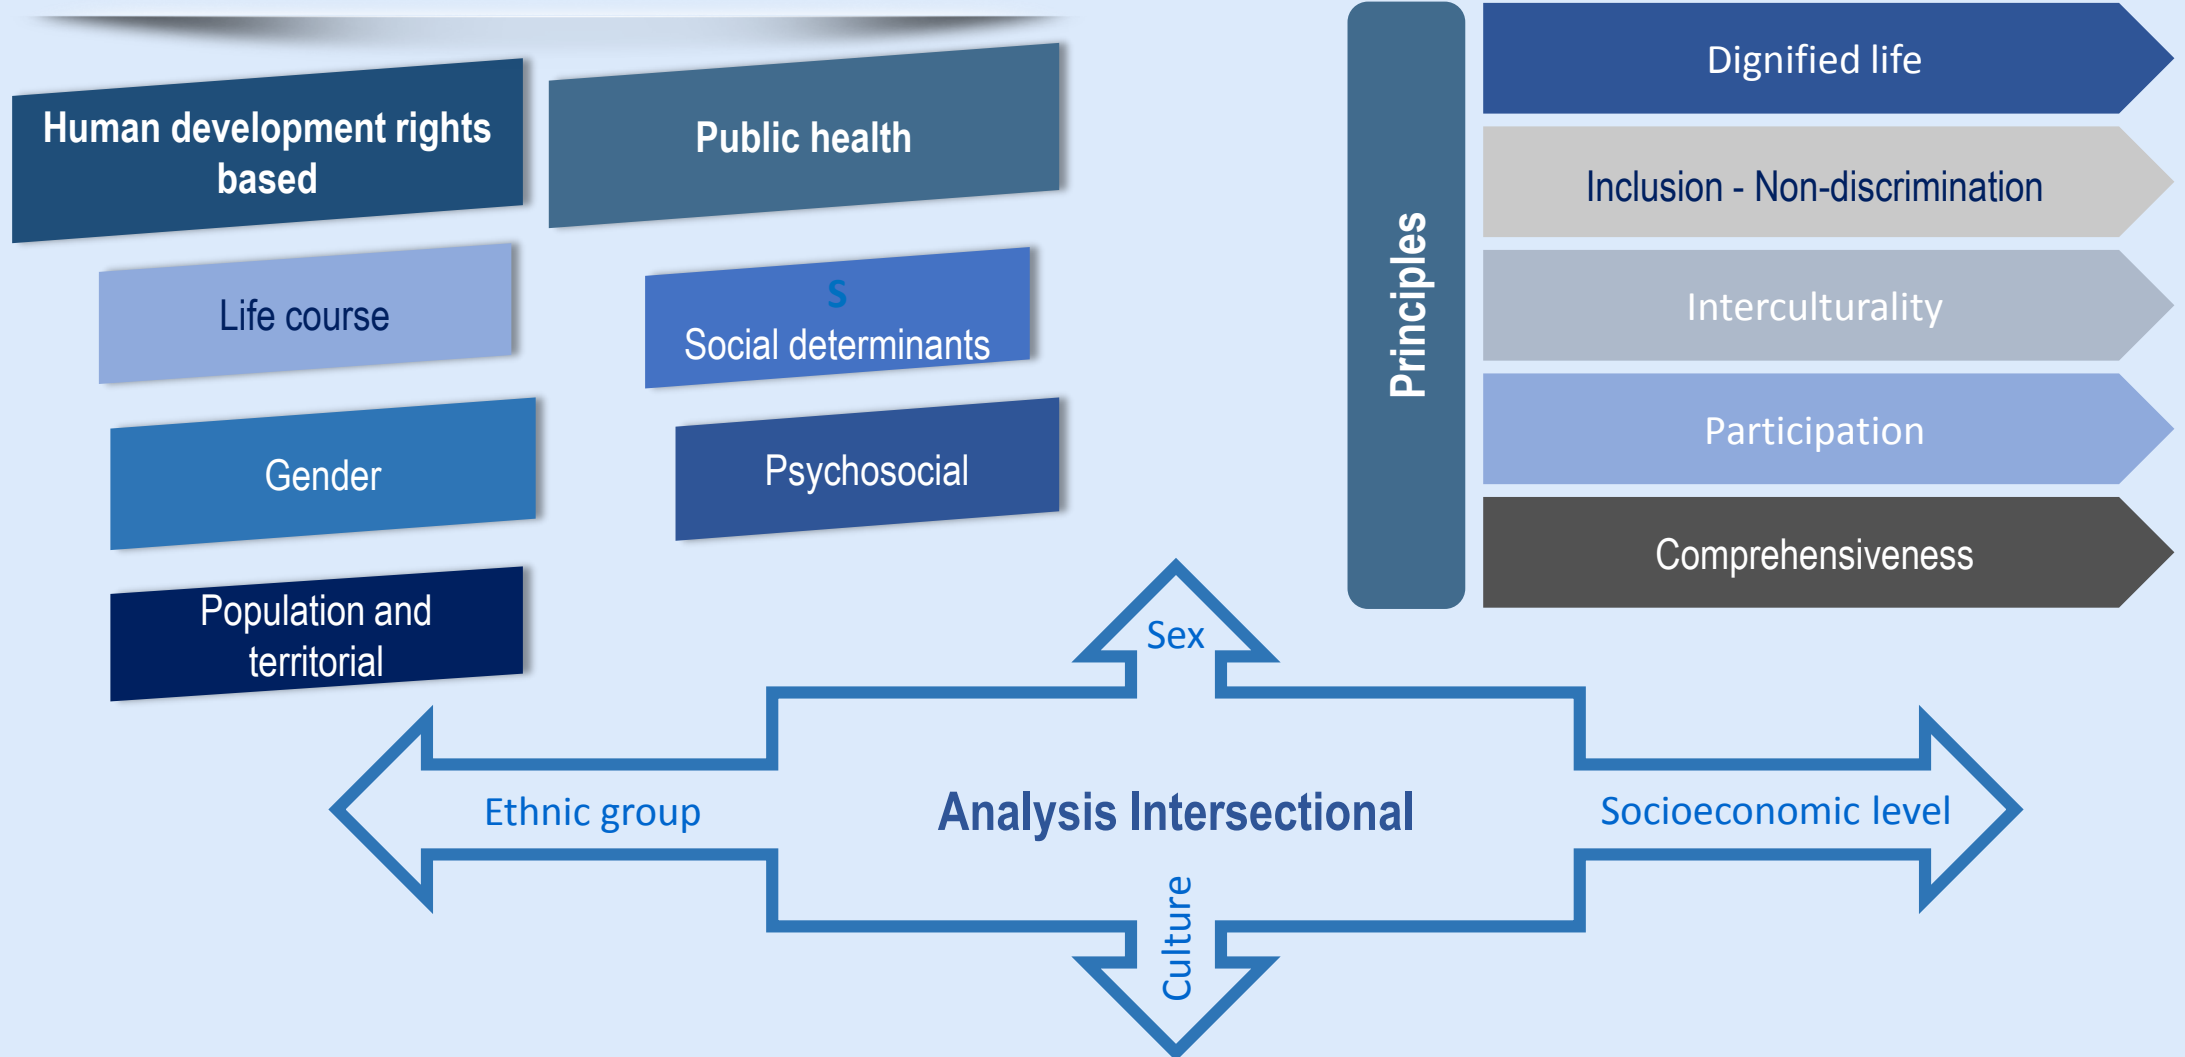 Human development rights
based
Public health
Life course
S
Social determinants
Gender
Psychosocial
Population and
territorial
Principles
Dignified life
Inclusion - Non-discrimination
Interculturality
Participation
Comprehensiveness
Sex
Ethnic group
Analysis Intersectional
Socioeconomic level
Culture